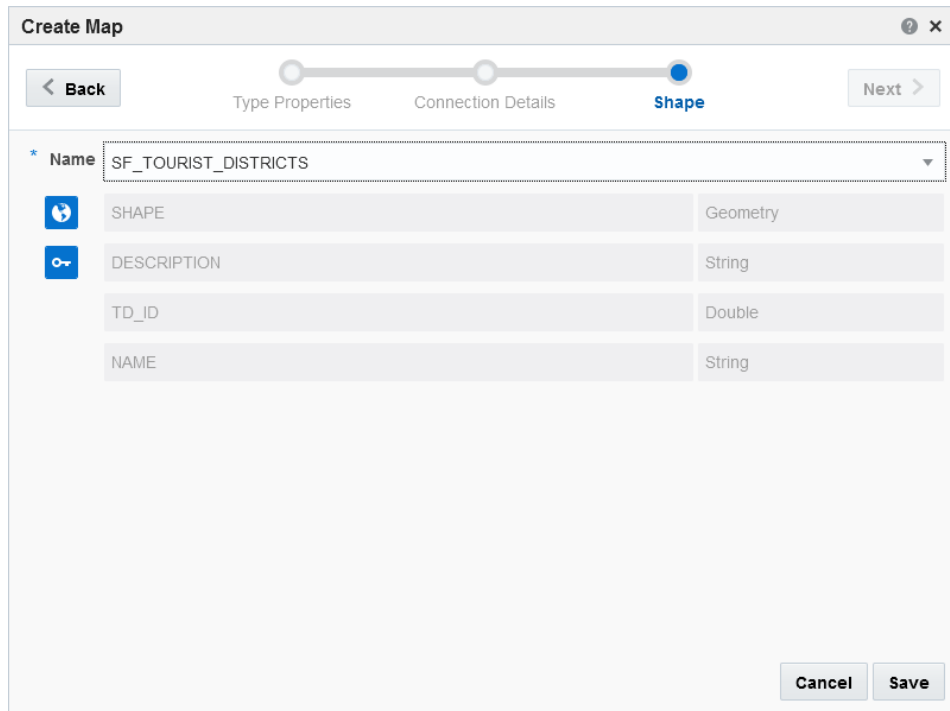 Create Map
Back
Type Properties
Connection Details
Shape
Next
* Name SF_TOURIST_DISTRICTS
SHAPE Geometry
DESCRIPTION String
TD_ID Double
NAME String
Cancel Save